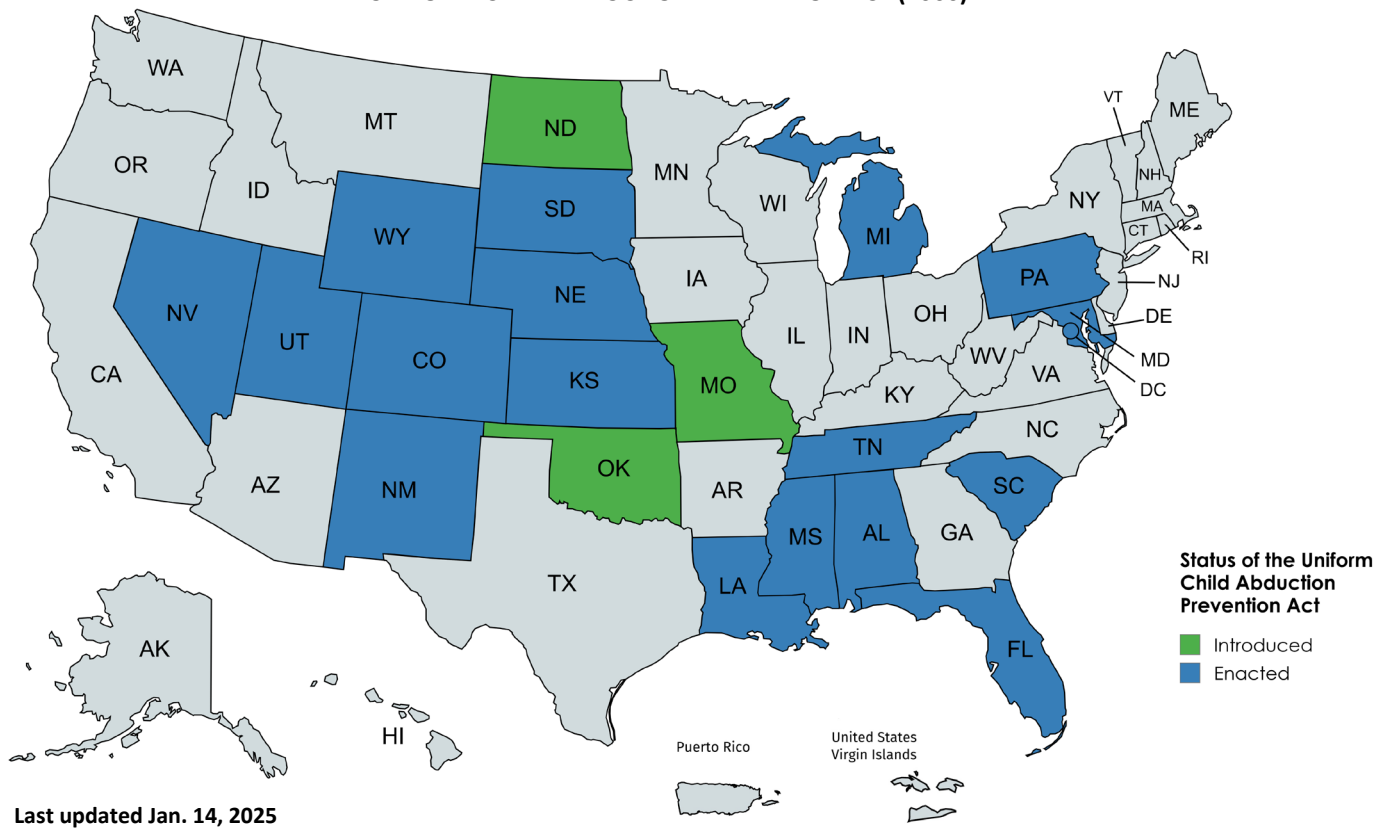 WA
MT
ND
MN
VT
ME
OR
ID
SD
WI
NH
NY
MA
WY
MI
CT
RI
IA
PA
NJ
NE
NV
OH
DE
UT
IL
IN
MD
CO
WV
DC
CA
KS
MO
VA
KY
NC
TN
OK
AZ
NM
AR
SC
MS
AL
GA
TX
LA
Status of the Uniform
Child Abduction
Prevention Act
Introduced
Enacted
FL
AK
HI
Puerto Rico
United States
Virgin Islands
Last updated Jan. 14, 2025